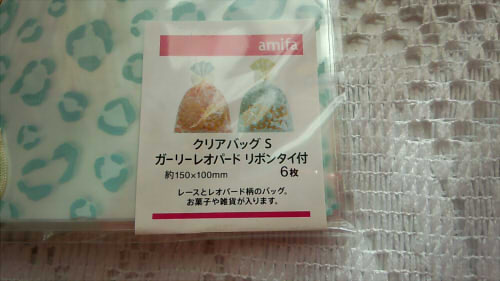 amifa
クリアバッグ S
ガーリーレオパード リボンタイ付
約150×100mm 6枚
レースとレオパード柄のバッグ。
お菓子や雑貨が入ります。